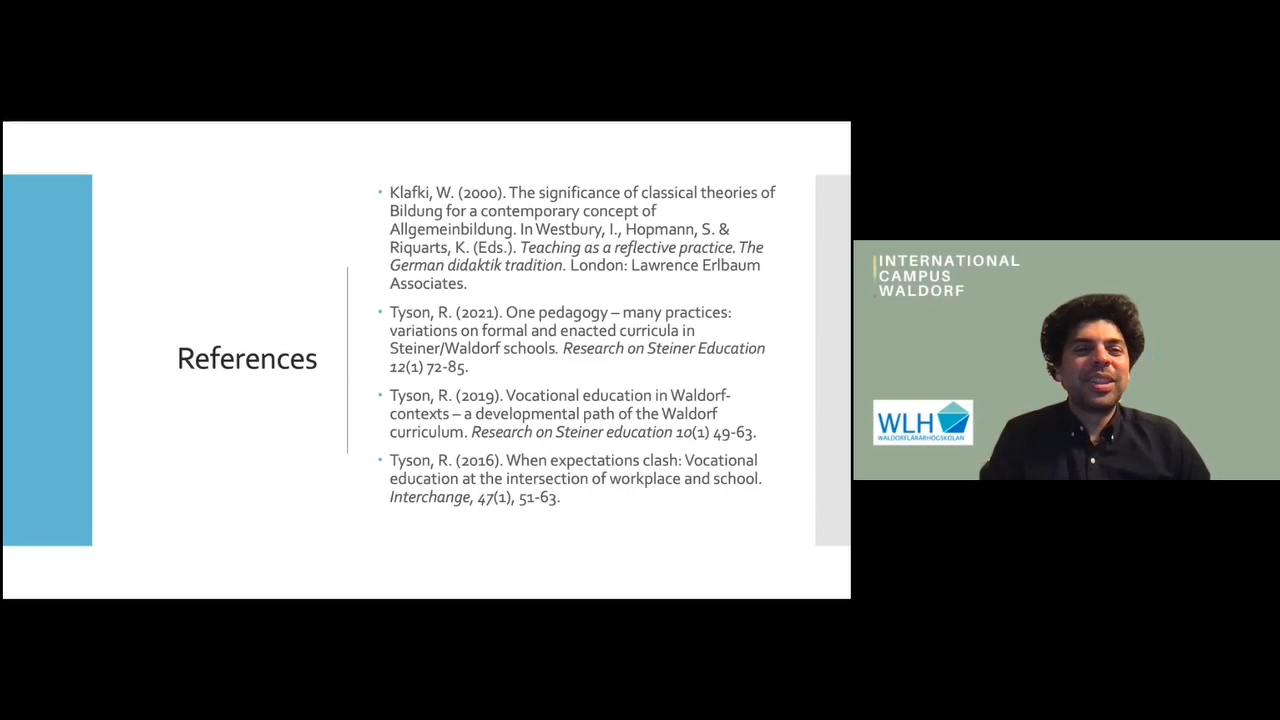 References
• Klafki, W. (2000). The significance of classical theories of
Bildung for a contemporary concept of
Allgemeinbildung. In Westbury, I., Hopmann, S. &
Riquarts, K. (Eds.). Teaching as a reflective practice. The
German didaktik tradition. London: Lawrence Erlbaum
Associates.
• Tyson, R. (2021). One pedagogy – many practices:
variations on formal and enacted curricula in
Steiner/Waldorf schools. Research on Steiner Education
12(1) 72-85.
• Tyson, R. (2019). Vocational education in Waldorf-
contexts – a developmental path of the Waldorf
curriculum. Research on Steiner education 10(1) 49-63.
• Tyson, R. (2016). When expectations clash: Vocational
education at the intersection of workplace and school.
Interchange, 47(1), 51-63.
INTERNATIONAL
CAMPUS
WALDORF
WLH
WALDORFLÄRARHÖGSKOLAN